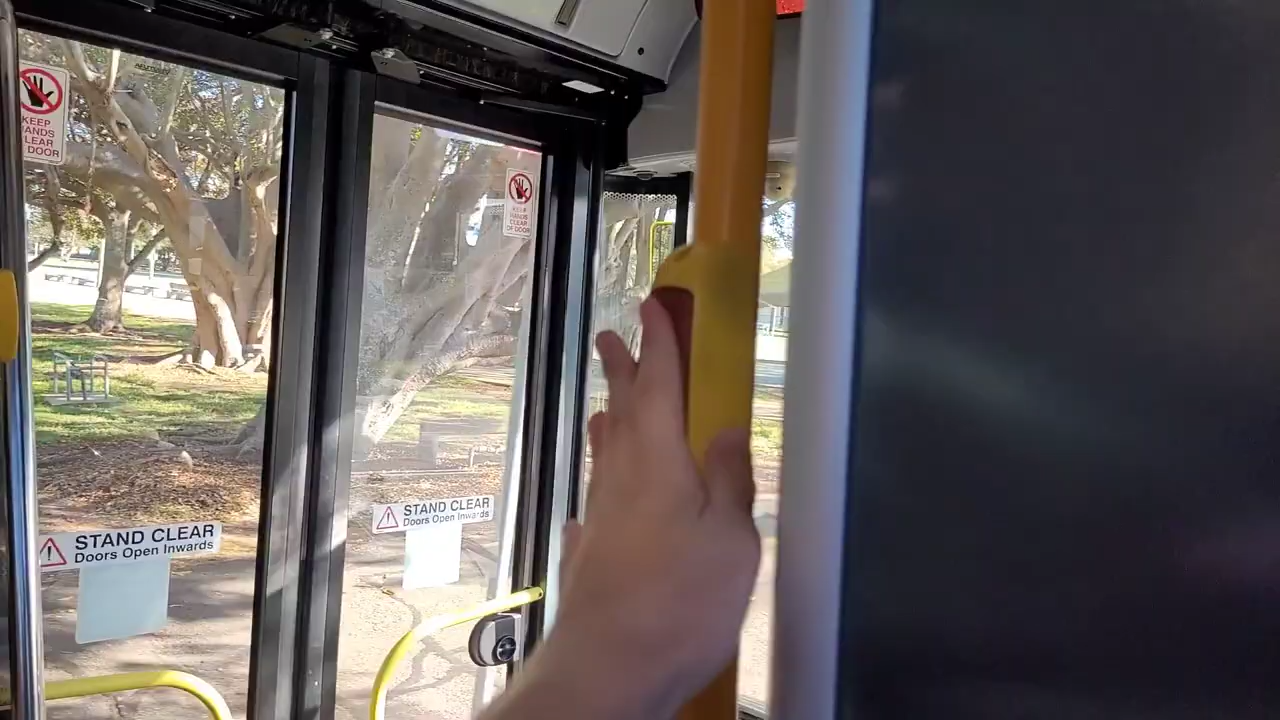 KEEP
HANDS
CLEAR
OF DOOR
KEEP
HANDS
CLEAR
OF DOOR
STAND CLEAR
Doors Open Inwards
STAND CLEAR
Doors Open Inwards